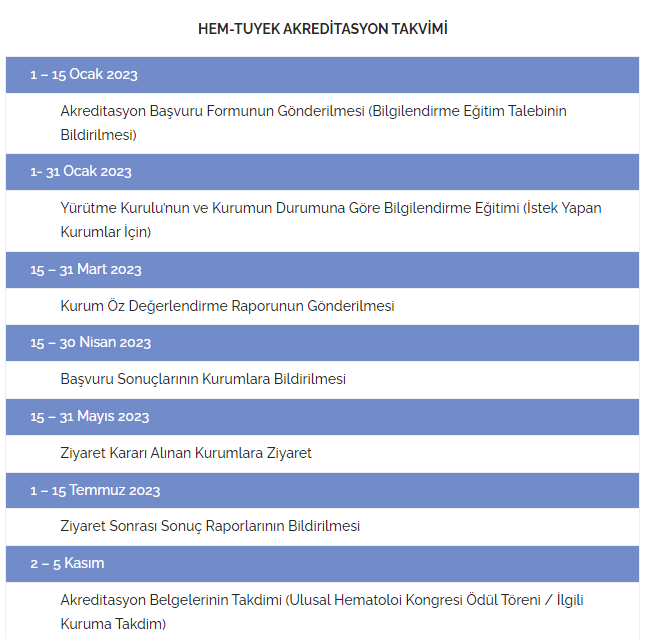 HEM-TUYEK AKREDİTASYON TAKVİMİ
1 – 15 Ocak 2023
Akreditasyon Başvuru Formunun Gönderilmesi (Bilgilendirme Eğitim Talebinin
Bildirilmesi)
1- 31 Ocak 2023
Yürütme Kurulu'nun ve Kurumun Durumuna Göre Bilgilendirme Eğitimi (İstek Yapan
Kurumlar İçin)
15 – 31 Mart 2023
Kurum Öz Değerlendirme Raporunun Gönderilmesi
15 – 30 Nisan 2023
Başvuru Sonuçlarının Kurumlara Bildirilmesi
15 – 31 Mayıs 2023
Ziyaret Kararı Alınan Kurumlara Ziyaret
1 – 15 Temmuz 2023
Ziyaret Sonrası Sonuç Raporlarının Bildirilmesi
2 – 5 Kasım
Akreditasyon Belgelerinin Takdimi (Ulusal Hematoloi Kongresi Ödül Töreni / İlgili
Kuruma Takdim)